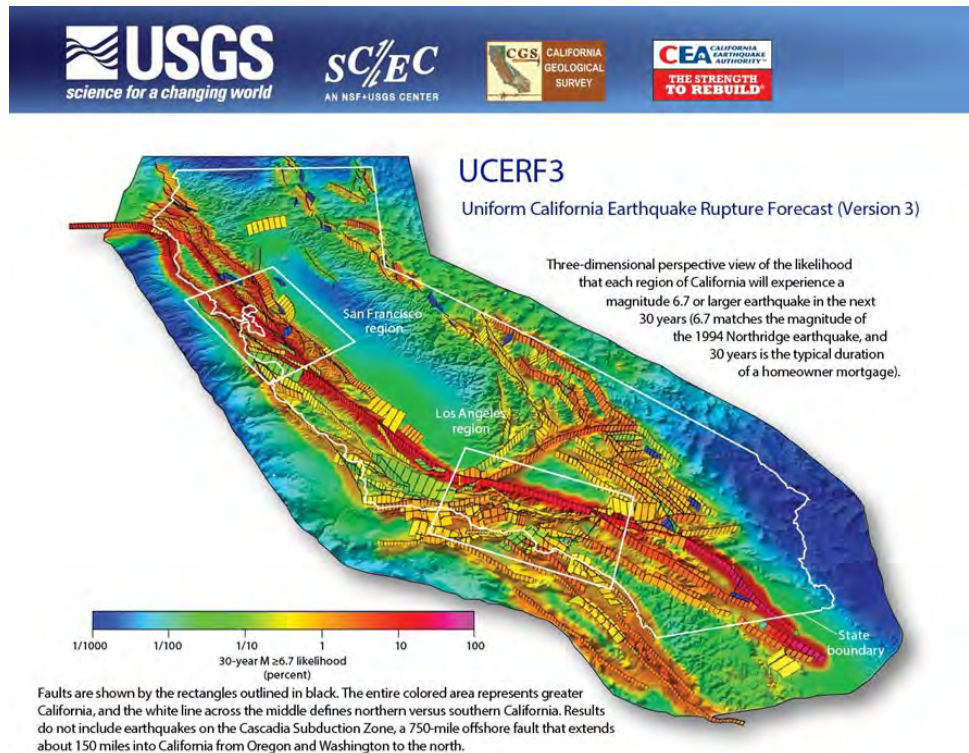 USGS
science for a changing world
SC/EC
AN NSF+USGS CENTER
CGS
CALIFORNIA
GEOLOGICAL
SURVEY
CEA CALIFORNIA
EARTHQUAKE
AUTHORITY™
THE STRENGTH
TO REBUILD®
UCERF3
Uniform California Earthquake Rupture Forecast (Version 3)
Three-dimensional perspective view of the likelihood
that each region of California will experience a
magnitude 6.7 or larger earthquake in the next
30 years (6.7 matches the magnitude of
the 1994 Northridge earthquake, and
30 years is the typical duration
of a homeowner mortgage).
San Francisco
region
Los Angeles
region
State
boundary
1/1000 1/100 1/10 1 10 100
30-year M ≥6.7 likelihood
(percent)
Faults are shown by the rectangles outlined in black. The entire colored area represents greater
California, and the white line across the middle defines northern versus southern California. Results
do not include earthquakes on the Cascadia Subduction Zone, a 750-mile offshore fault that extends
about 150 miles into California from Oregon and Washington to the north.